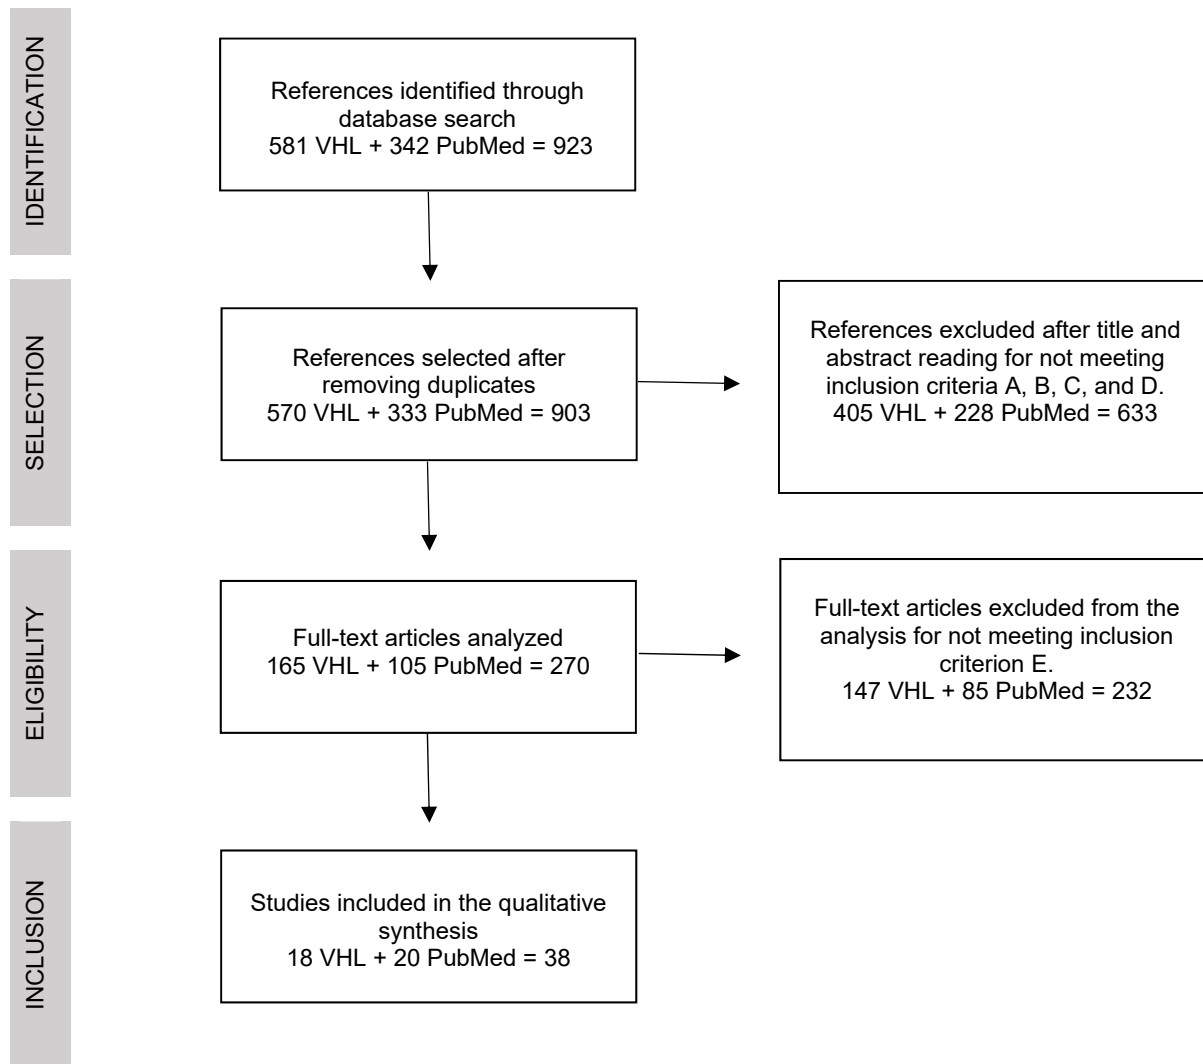 IDENTIFICATION
References identified through
database search
581 VHL + 342 PubMed = 923
SELECTION
References selected after
removing duplicates
570 VHL + 333 PubMed = 903
References excluded after title and
abstract reading for not meeting
inclusion criteria A, B, C, and D.
405 VHL + 228 PubMed = 633
ELIGIBILITY
Full-text articles analyzed
165 VHL + 105 PubMed = 270
Full-text articles excluded from the
analysis for not meeting inclusion
criterion E.
147 VHL + 85 PubMed = 232
INCLUSION
Studies included in the qualitative
synthesis
18 VHL + 20 PubMed = 38